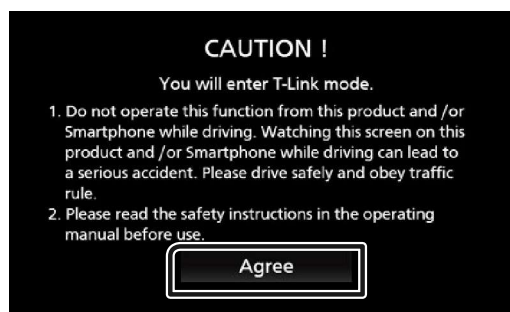 CAUTION !
You will enter T-Link mode.
1. Do not operate this function from this product and /or
Smartphone while driving. Watching this screen on this
product and /or Smartphone while driving can lead to
a serious accident. Please drive safely and obey traffic
rule.
2. Please read the safety instructions in the operating
manual before use.
Agree